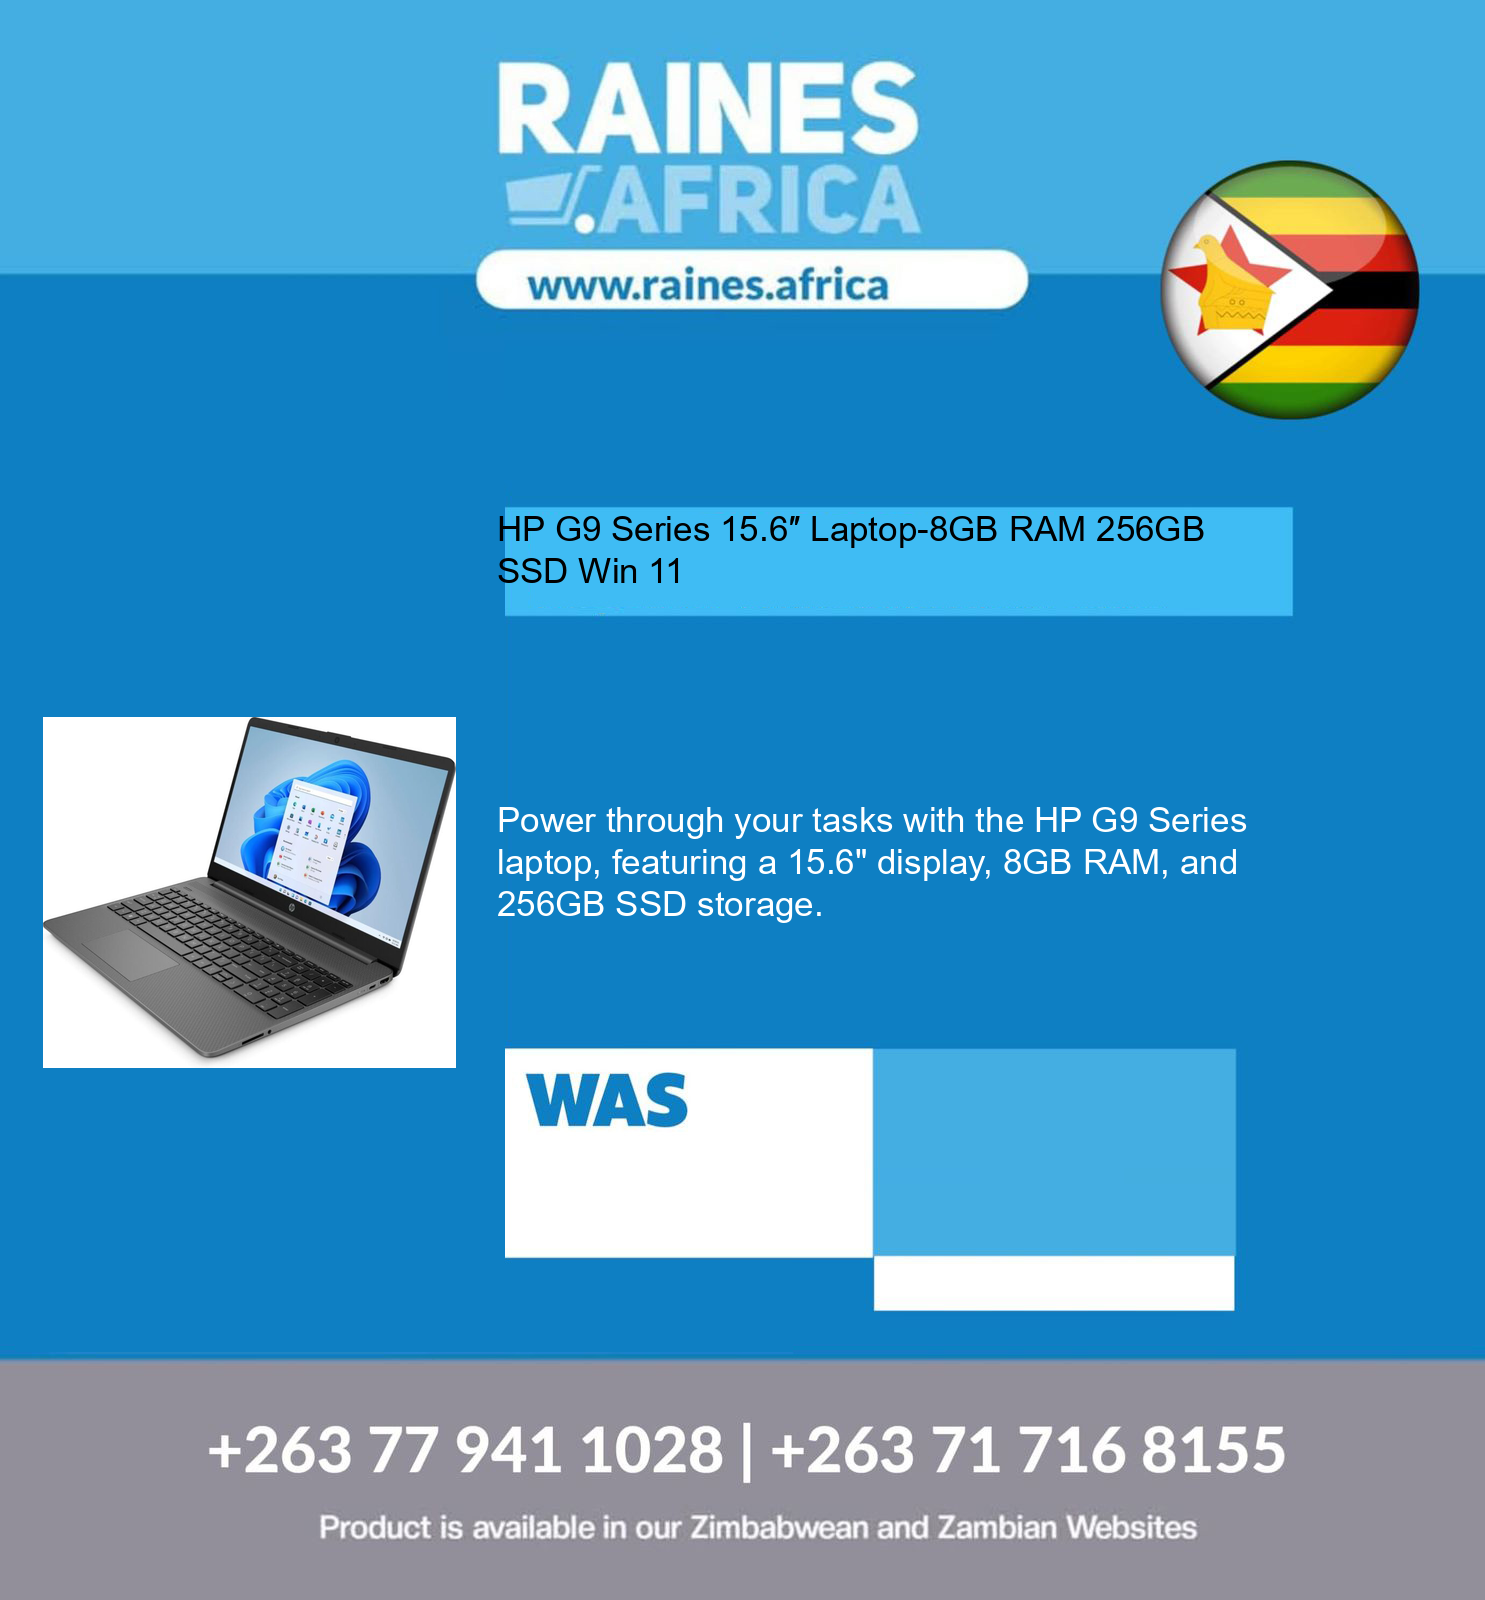 RAINES
.AFRICA
www.raines.africa
HP G9 Series 15.6″ Laptop-8GB RAM 256GB
SSD Win 11
Power through your tasks with the HP G9 Series
laptop, featuring a 15.6" display, 8GB RAM, and
256GB SSD storage.
WAS
+263 77 941 1028 | +263 71 716 8155
Product is available in our Zimbabwean and Zambian Websites